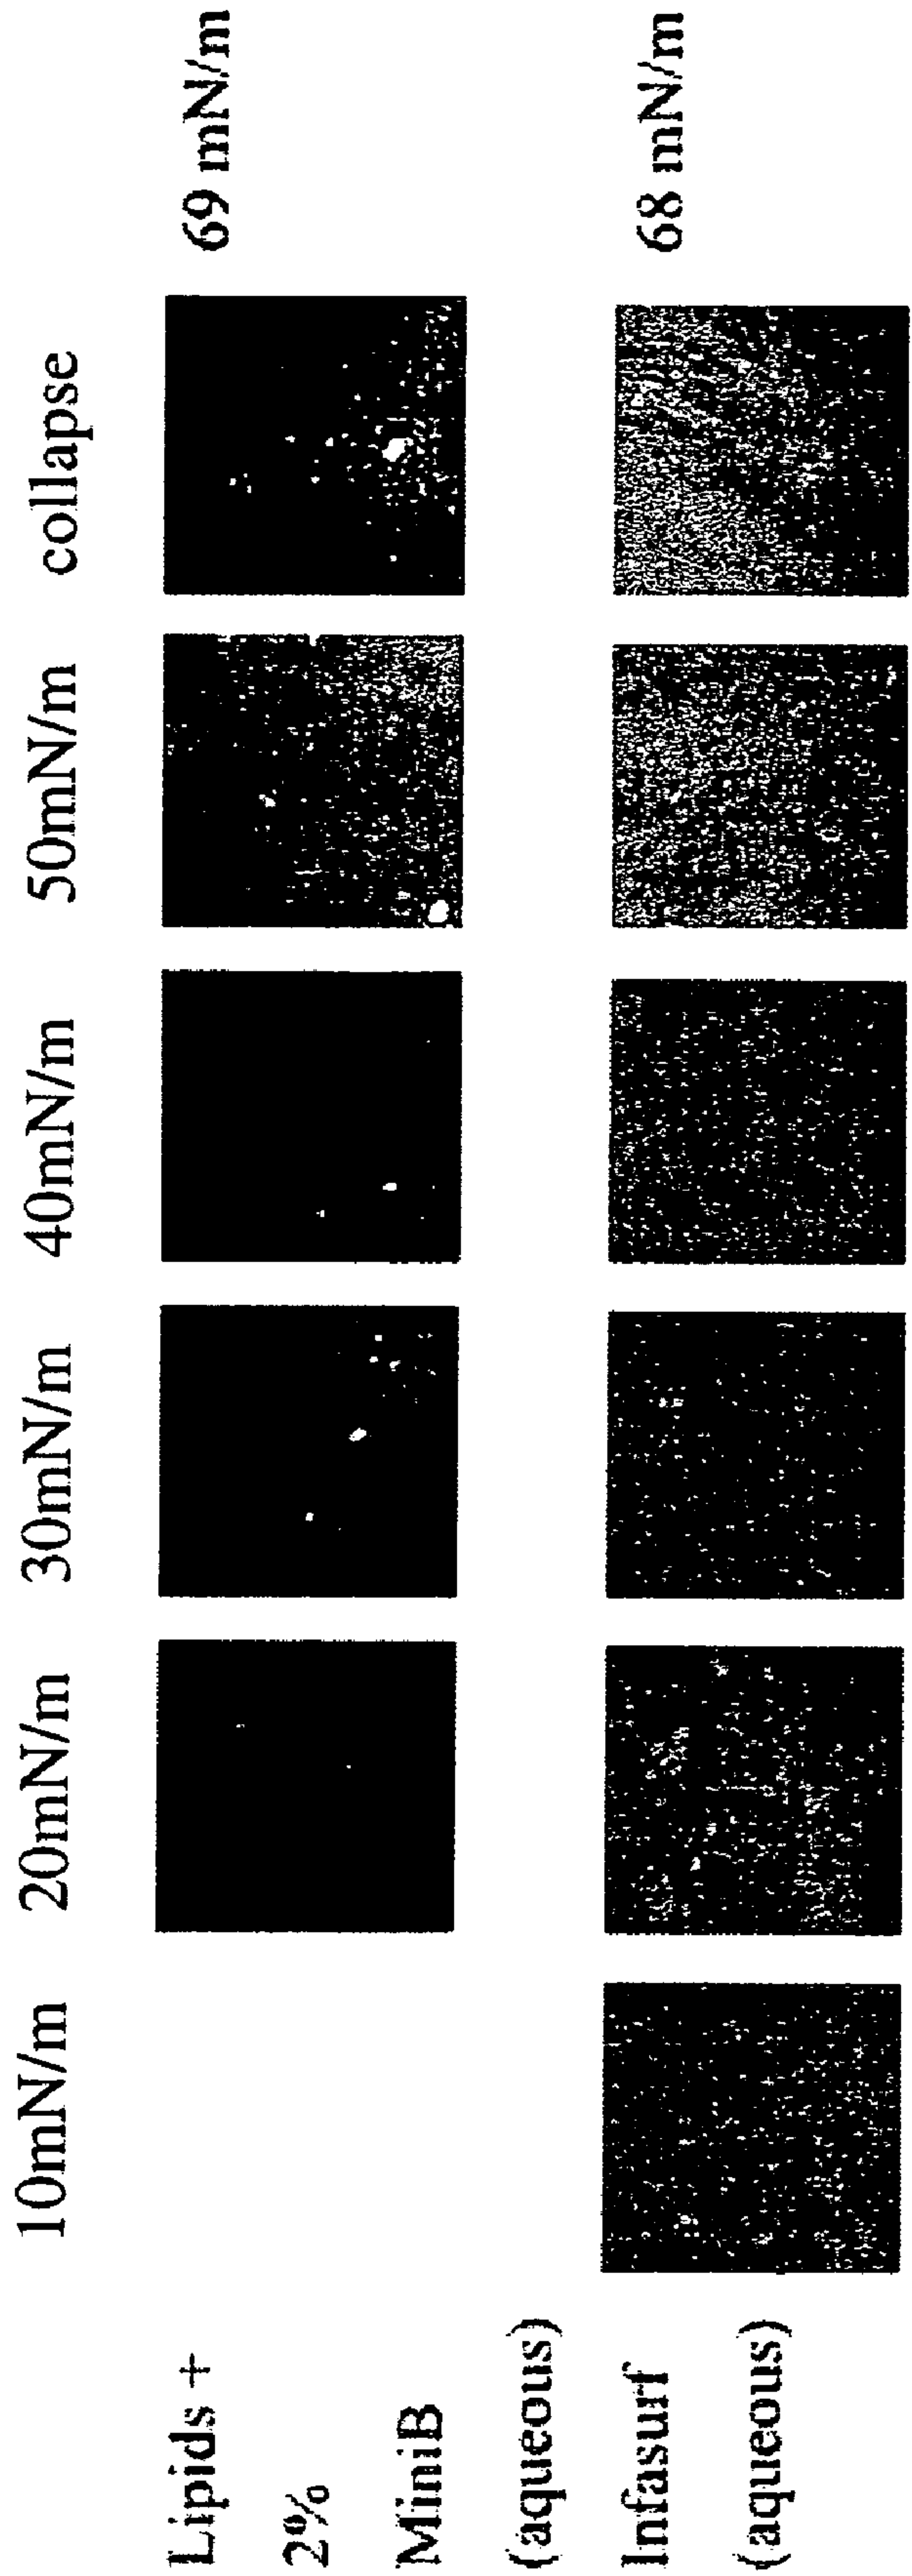 10mN/m 20mN/m 30mN/m 40mN/m 50mN/m collapse
Lipids +
2%
MiniB
(aqueous)
69 mN/m
Infasurf
(aqueous)
68 mN/m